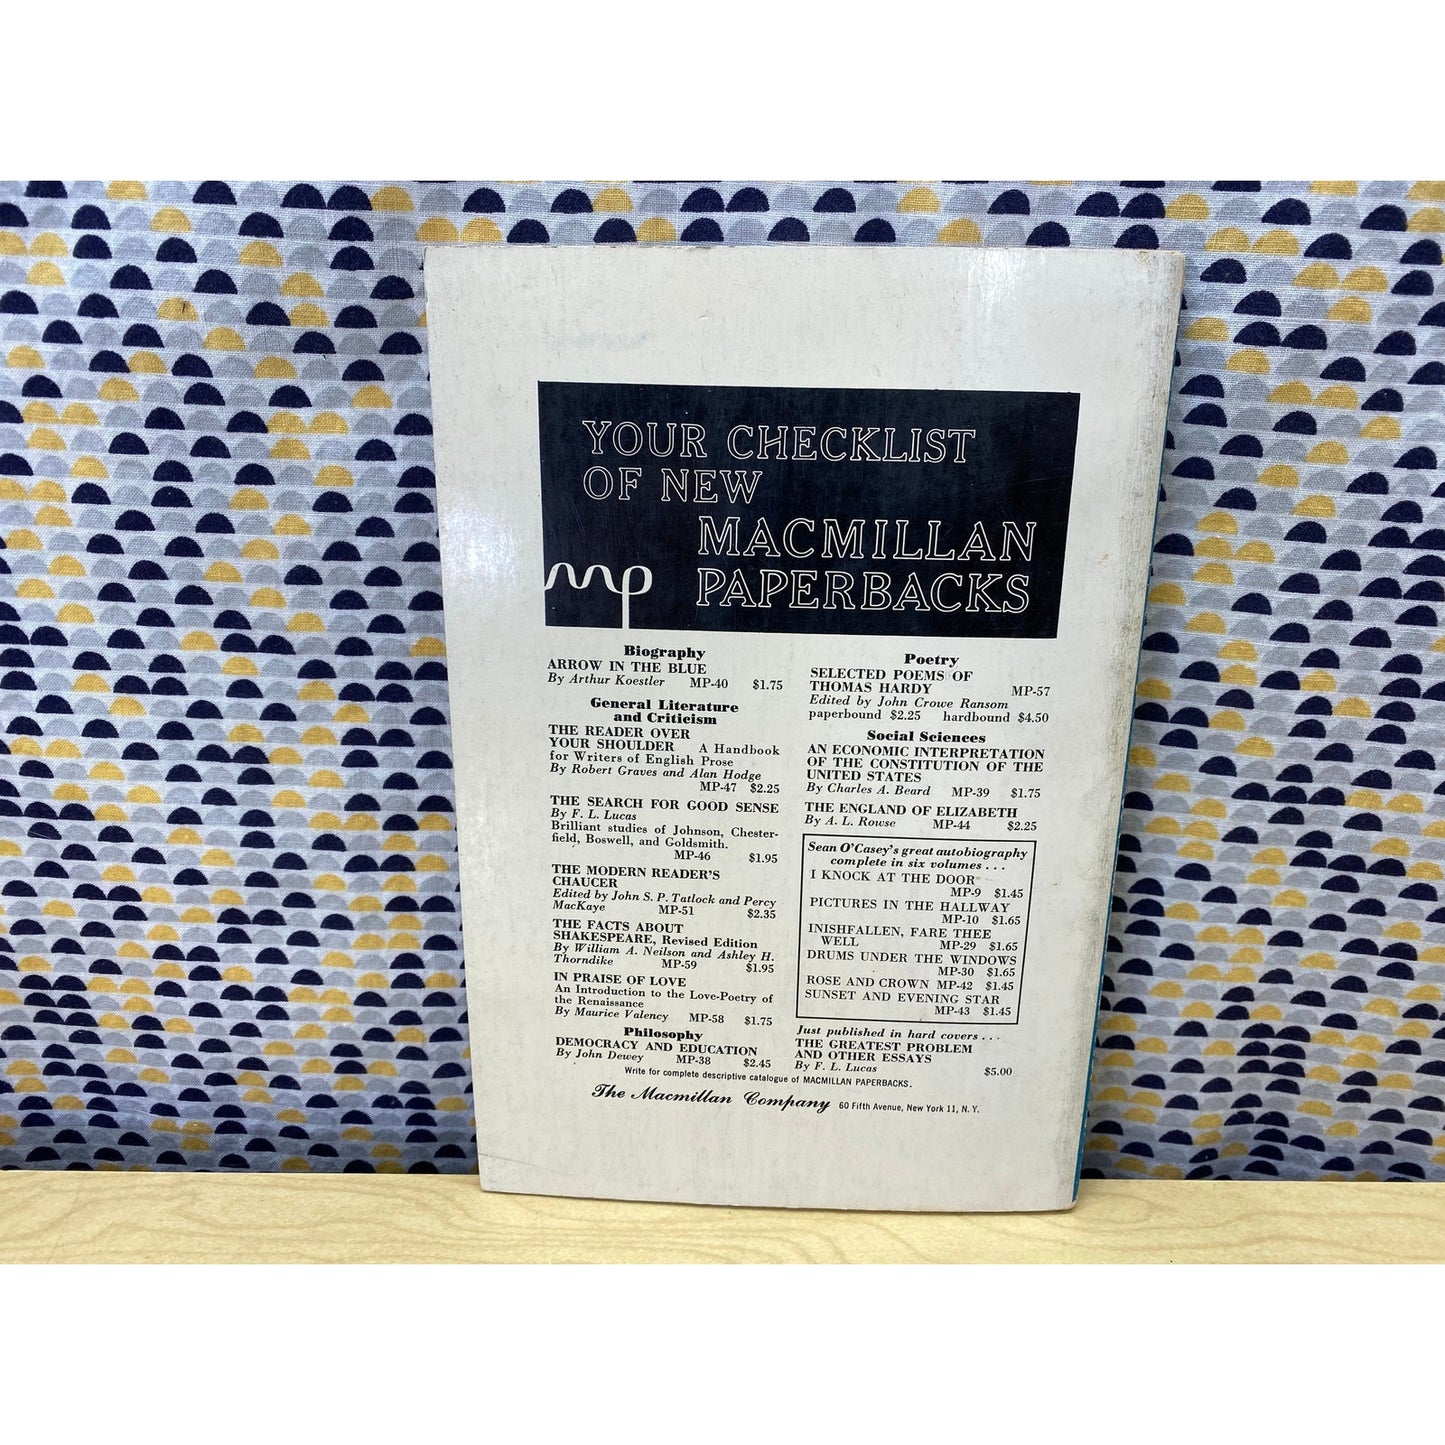 YOUR CHECKLIST
OF NEW
MACMILLAN
PAPERBACKS
mp
Biography
ARROW IN THE BLUE
By Arthur Koestler MP-40 $1.75
General Literature
and Criticism
THE READER OVER
YOUR SHOULDER A Handbook
for Writers of English Prose
By Robert Graves and Alan Hodge
MP-47 $2.25
THE SEARCH FOR GOOD SENSE
By F. L. Lucas
Brilliant studies of Johnson, Chester-
field, Boswell, and Goldsmith.
MP-46 $1.95
THE MODERN READER'S
CHAUCER
Edited by John S. P. Tatlock and Percy
MacKaye MP-51 $2.35
THE FACTS ABOUT
SHAKESPEARE, Revised Edition
By William A. Neilson and Ashley H.
Thorndike MP-59 $1.95
IN PRAISE OF LOVE
An Introduction to the Love-Poetry of
the Renaissance
By Maurice Valency MP-58 $1.75
Philosophy
DEMOCRACY AND EDUCATION
By John Dewey MP-38 $2.45
Poetry
SELECTED POEMS OF
THOMAS HARDY MP-57
Edited by John Crowe Ransom
paperbound $2.25 hardbound $4.50
Social Sciences
AN ECONOMIC INTERPRETATION
OF THE CONSTITUTION OF THE
UNITED STATES
By Charles A. Beard MP-39 $1.75
THE ENGLAND OF ELIZABETH
By A. L. Rowse MP-44 $2.25
Sean O'Casey's great autobiography
complete in six volumes . . .
I KNOCK AT THE DOOR
MP-9 $1.45
PICTURES IN THE HALLWAY
MP-10 $1.65
INISHFALLEN, FARE THEE
WELL MP-29 $1.65
DRUMS UNDER THE WINDOWS
MP-30 $1.65
ROSE AND CROWN MP-42 $1.45
SUNSET AND EVENING STAR
MP-43 $1.45
Just published in hard covers . . .
THE GREATEST PROBLEM
AND OTHER ESSAYS
By F. L. Lucas $5.00
Write for complete descriptive catalogue of MACMILLAN PAPERBACKS.
The Macmillan Company 60 Fifth Avenue, New York 11, N. Y.